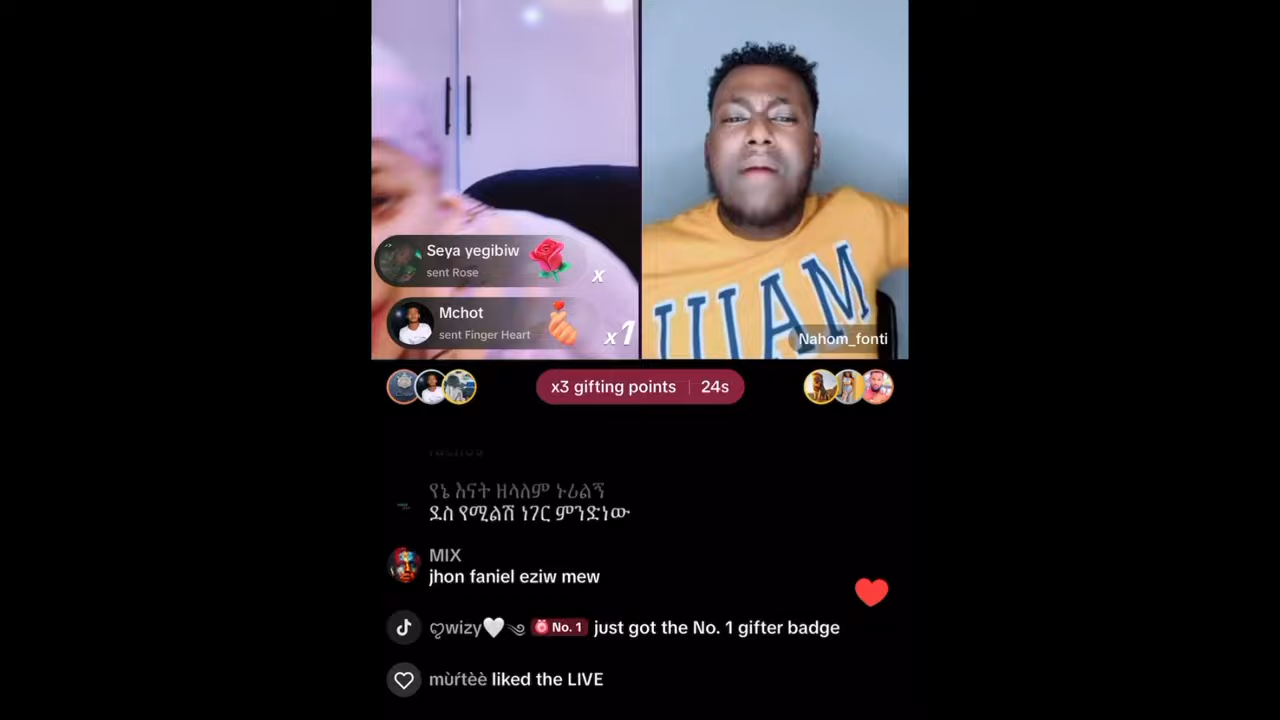 Seya yegibiw
sent Rose
x
Mchot
sent Finger Heart
x1
UAM
Nahom_fonti
x3 gifting points | 24s
የኔ እናት ዘላለም ኑሪልኝ
ደስ የሚልሽ ነገር ምንድነው
MIX
jhon faniel eziw mew
wizy🤍 No. 1 just got the No. 1 gifter badge
mùŕtèè liked the LIVE